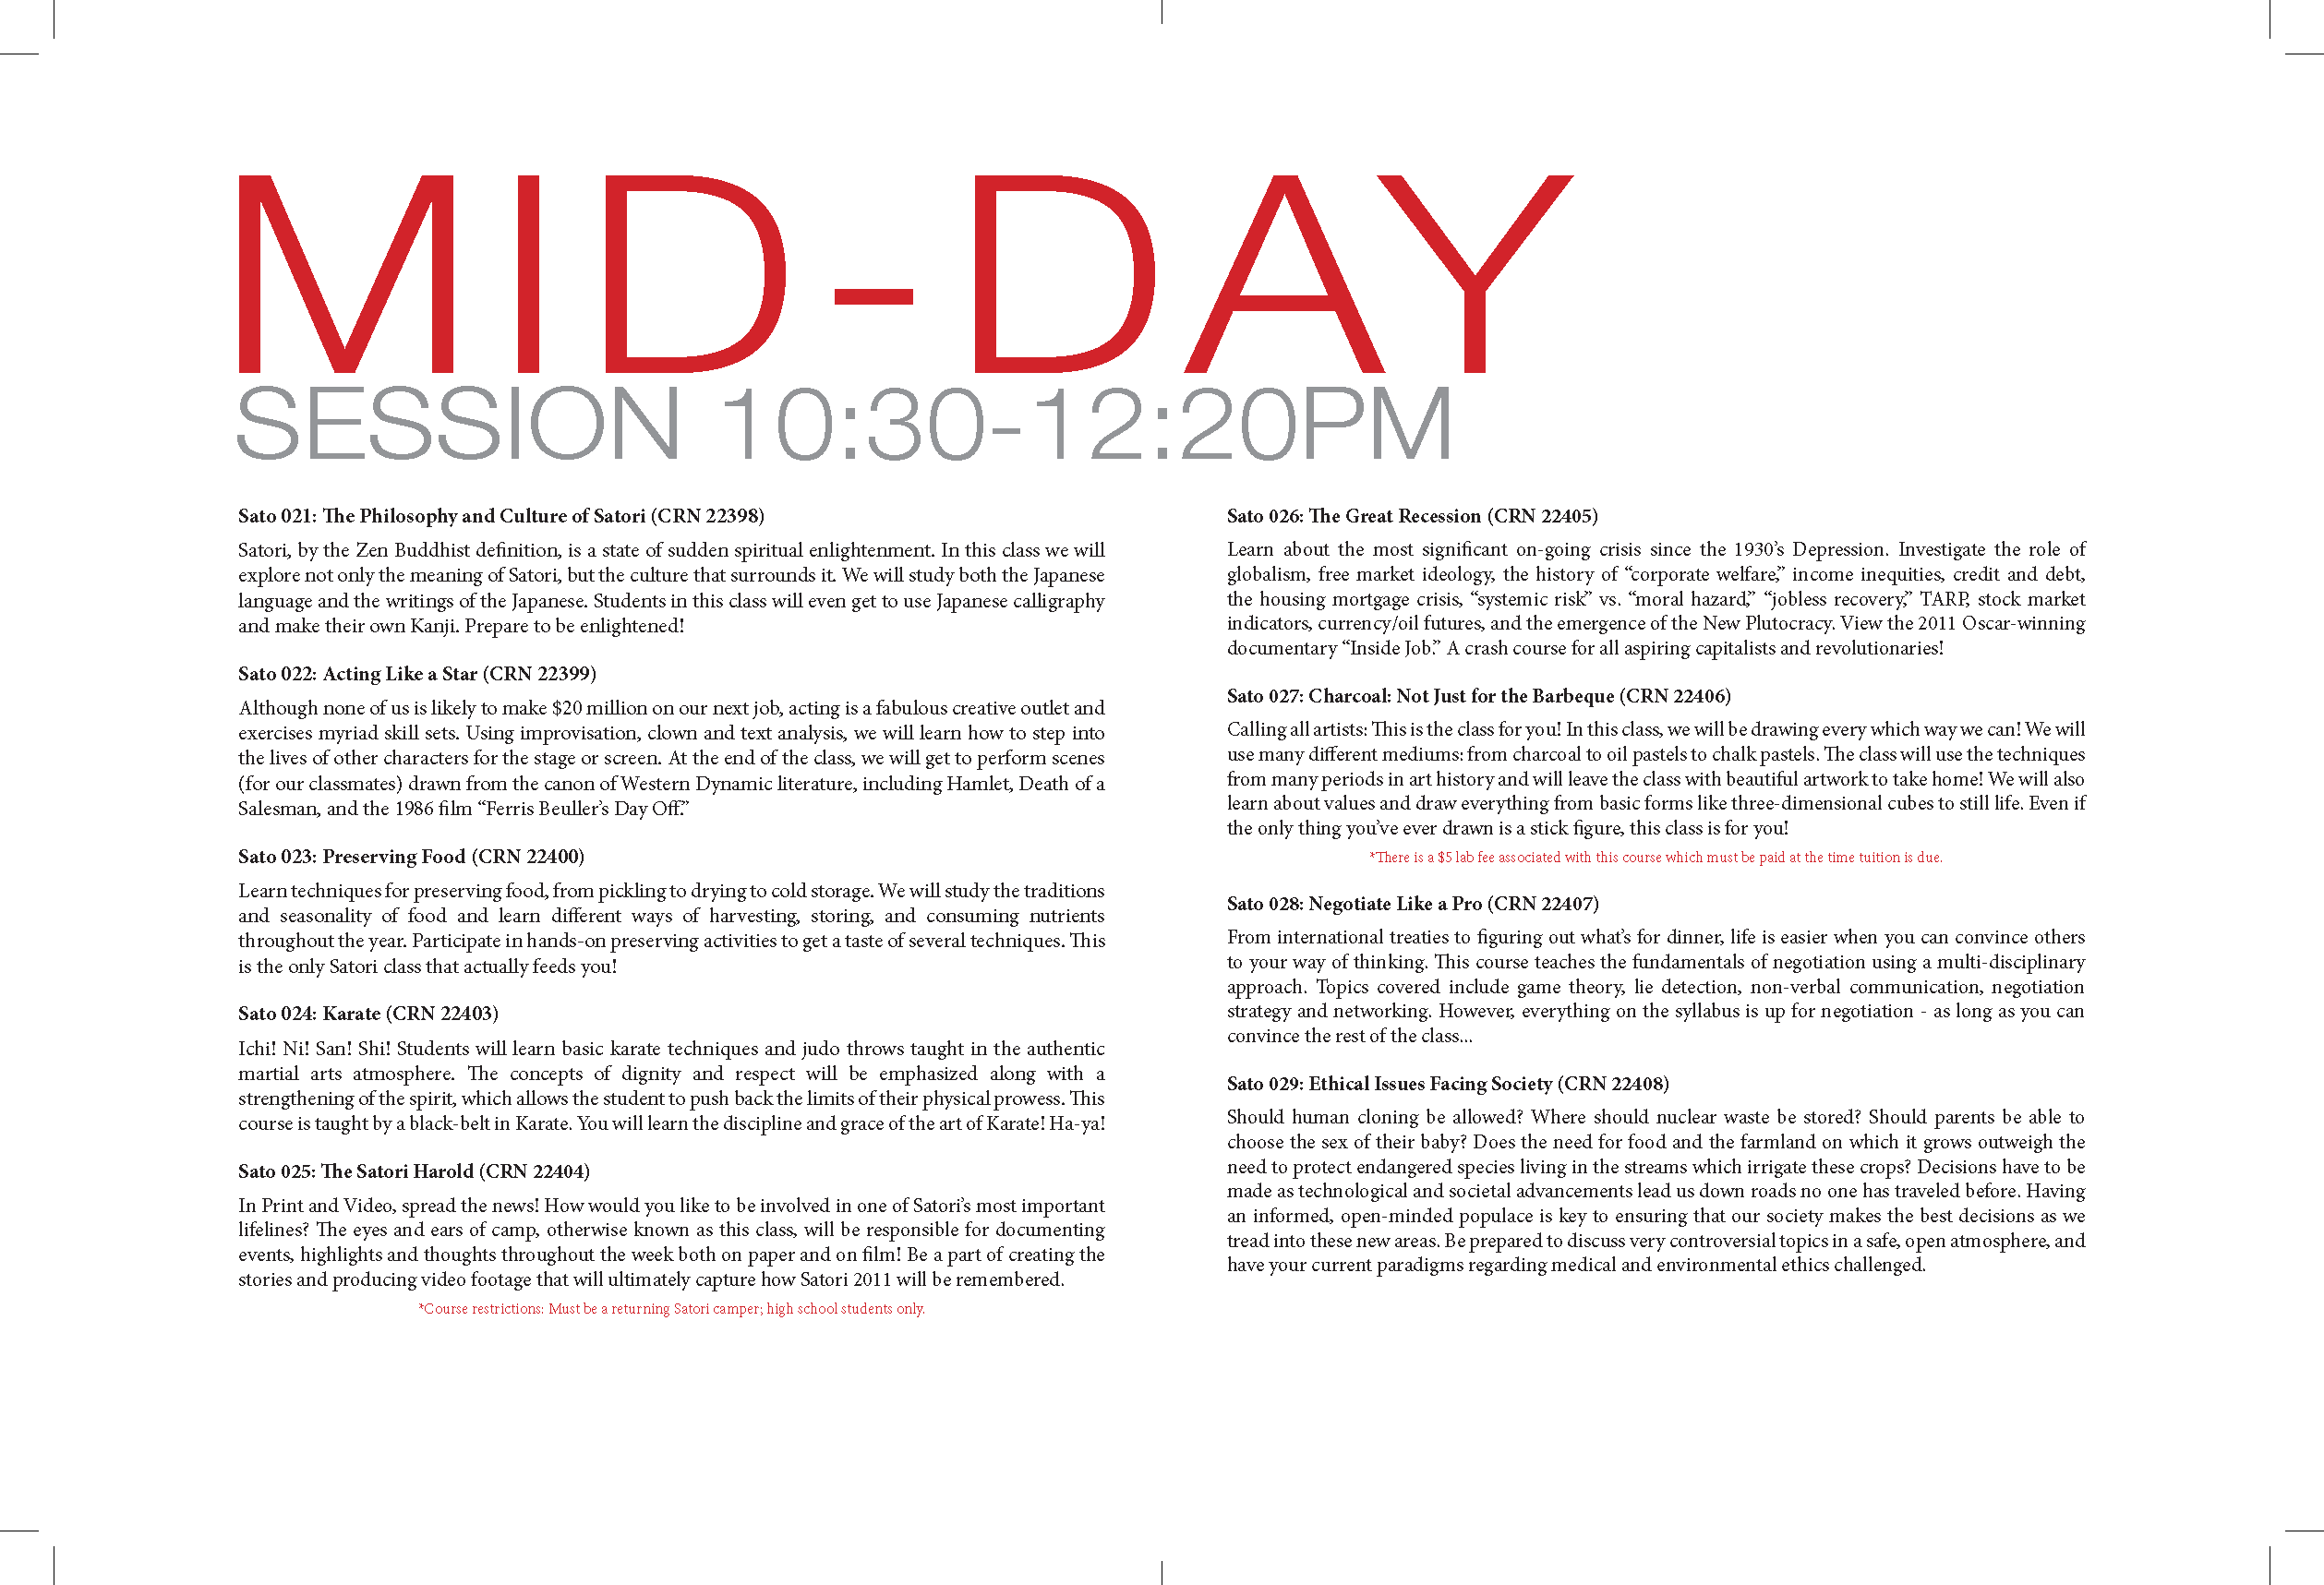 MID-DAY
SESSION 10:30-12:20PM
Sato 021: The Philosophy and Culture of Satori (CRN 22398)
Satori, by the Zen Buddhist definition, is a state of sudden spiritual enlightenment. In this class we will
explore not only the meaning of Satori, but the culture that surrounds it. We will study both the Japanese
language and the writings of the Japanese. Students in this class will even get to use Japanese calligraphy
and make their own Kanji. Prepare to be enlightened!
Sato 022: Acting Like a Star (CRN 22399)
Although none of us is likely to make $20 million on our next job, acting is a fabulous creative outlet and
exercises myriad skill sets. Using improvisation, clown and text analysis, we will learn how to step into
the lives of other characters for the stage or screen. At the end of the class, we will get to perform scenes
(for our classmates) drawn from the canon of Western Dynamic literature, including Hamlet, Death of a
Salesman, and the 1986 film “Ferris Beuller’s Day Off.”
Sato 023: Preserving Food (CRN 22400)
Learn techniques for preserving food, from pickling to drying to cold storage. We will study the traditions
and seasonality of food and learn different ways of harvesting, storing, and consuming nutrients
throughout the year. Participate in hands-on preserving activities to get a taste of several techniques. This
is the only Satori class that actually feeds you!
Sato 024: Karate (CRN 22403)
Ichi! Ni! San! Shi! Students will learn basic karate techniques and judo throws taught in the authentic
martial arts atmosphere. The concepts of dignity and respect will be emphasized along with a
strengthening of the spirit, which allows the student to push back the limits of their physical prowess. This
course is taught by a black-belt in Karate. You will learn the discipline and grace of the art of Karate! Ha-ya!
Sato 025: The Satori Harold (CRN 22404)
In Print and Video, spread the news! How would you like to be involved in one of Satori’s most important
lifelines? The eyes and ears of camp, otherwise known as this class, will be responsible for documenting
events, highlights and thoughts throughout the week both on paper and on film! Be a part of creating the
stories and producing video footage that will ultimately capture how Satori 2011 will be remembered.
*Course restrictions: Must be a returning Satori camper; high school students only.
Sato 026: The Great Recession (CRN 22405)
Learn about the most significant on-going crisis since the 1930’s Depression. Investigate the role of
globalism, free market ideology, the history of “corporate welfare,” income inequities, credit and debt,
the housing mortgage crisis, “systemic risk” vs. “moral hazard,” “jobless recovery,” TARP, stock market
indicators, currency/oil futures, and the emergence of the New Plutocracy. View the 2011 Oscar-winning
documentary “Inside Job.” A crash course for all aspiring capitalists and revolutionaries!
Sato 027: Charcoal: Not Just for the Barbeque (CRN 22406)
Calling all artists: This is the class for you! In this class, we will be drawing every which way we can! We will
use many different mediums: from charcoal to oil pastels to chalk pastels. The class will use the techniques
from many periods in art history and will leave the class with beautiful artwork to take home! We will also
learn about values and draw everything from basic forms like three-dimensional cubes to still life. Even if
the only thing you’ve ever drawn is a stick figure, this class is for you!
*There is a $5 lab fee associated with this course which must be paid at the time tuition is due.
Sato 028: Negotiate Like a Pro (CRN 22407)
From international treaties to figuring out what’s for dinner, life is easier when you can convince others
to your way of thinking. This course teaches the fundamentals of negotiation using a multi-disciplinary
approach. Topics covered include game theory, lie detection, non-verbal communication, negotiation
strategy and networking. However, everything on the syllabus is up for negotiation - as long as you can
convince the rest of the class...
Sato 029: Ethical Issues Facing Society (CRN 22408)
Should human cloning be allowed? Where should nuclear waste be stored? Should parents be able to
choose the sex of their baby? Does the need for food and the farmland on which it grows outweigh the
need to protect endangered species living in the streams which irrigate these crops? Decisions have to be
made as technological and societal advancements lead us down roads no one has traveled before. Having
an informed, open-minded populace is key to ensuring that our society makes the best decisions as we
tread into these new areas. Be prepared to discuss very controversial topics in a safe, open atmosphere, and
have your current paradigms regarding medical and environmental ethics challenged.